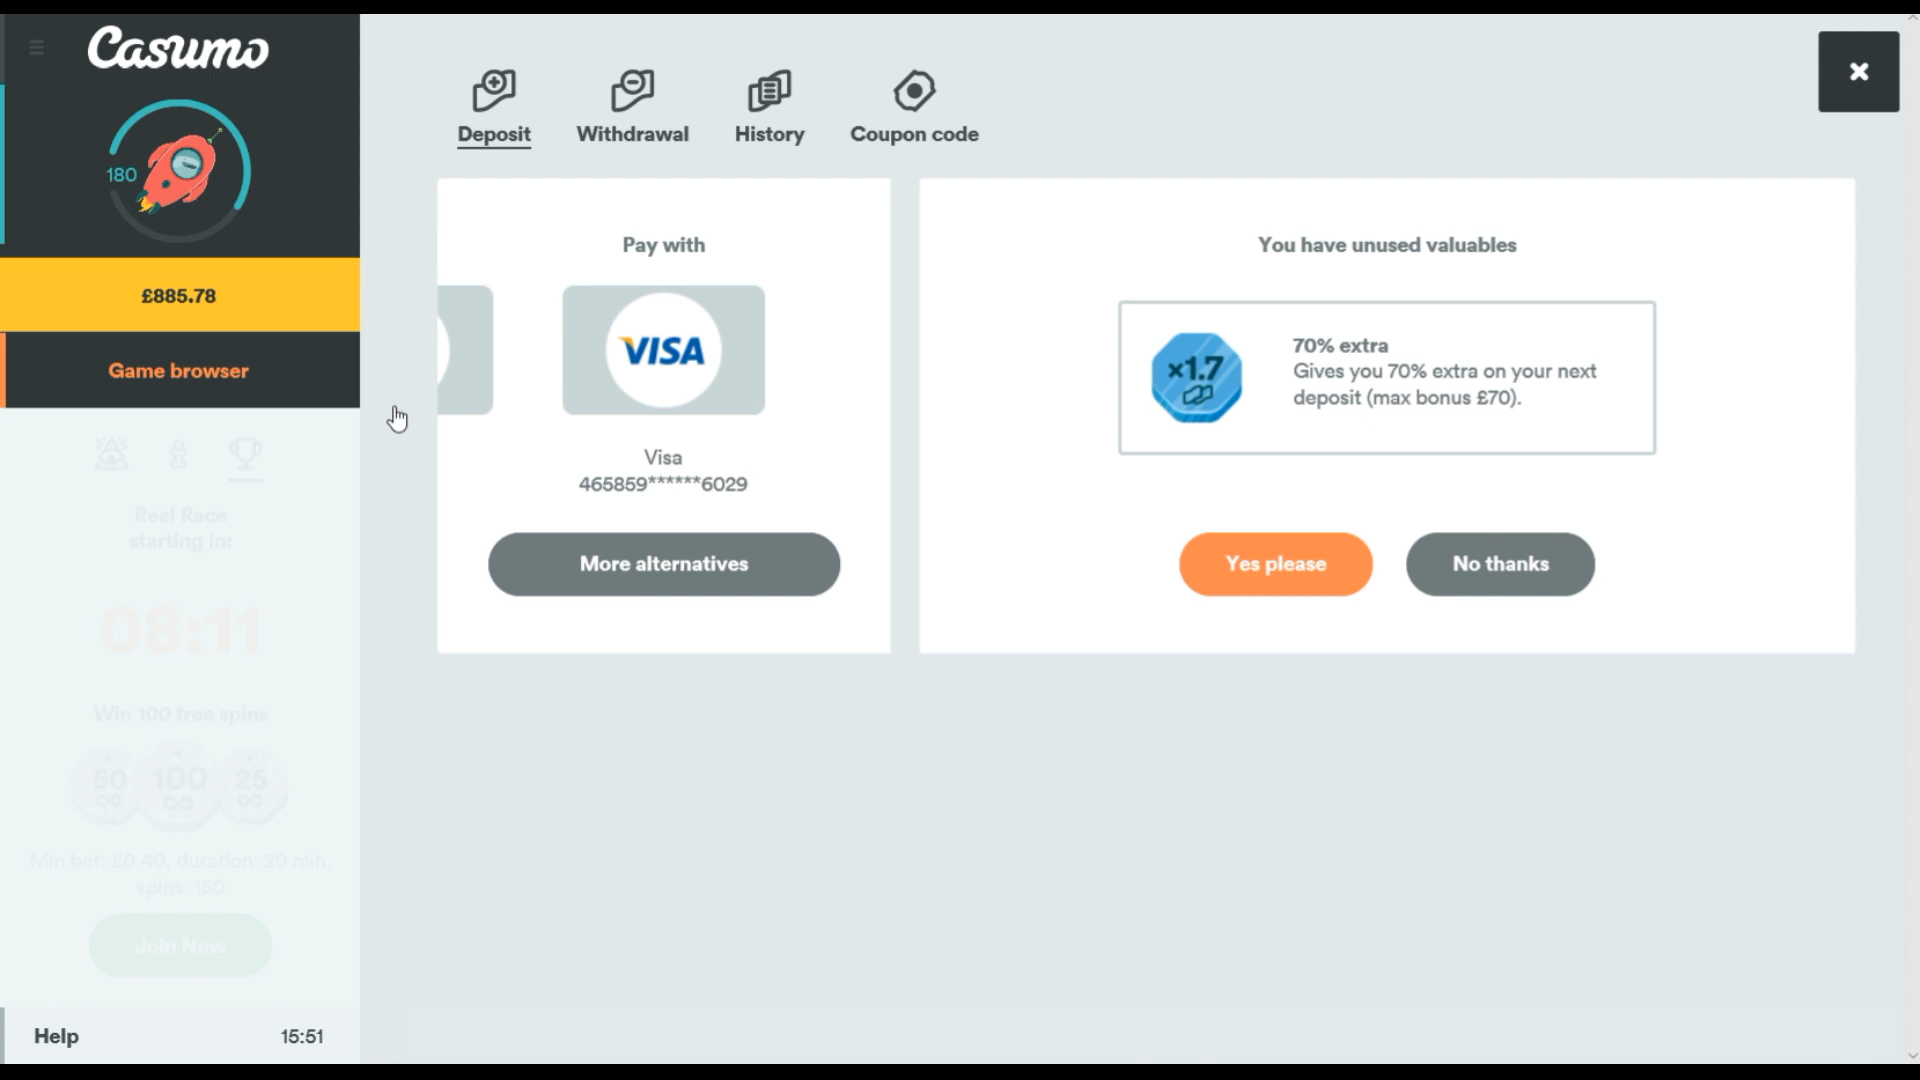 Casumo
180
£885.78
Game browser
Reel Race
starting in:
08:11
Win 100 free spins
50
100
25
Min bet: £0.40, duration: 20 min,
spins: 150
Join Now
Help
15:51
Deposit
Withdrawal
History
Coupon code
Pay with
VISA
Visa
465859******6029
More alternatives
You have unused valuables
×1.7
70% extra
Gives you 70% extra on your next
deposit (max bonus £70).
Yes please
No thanks